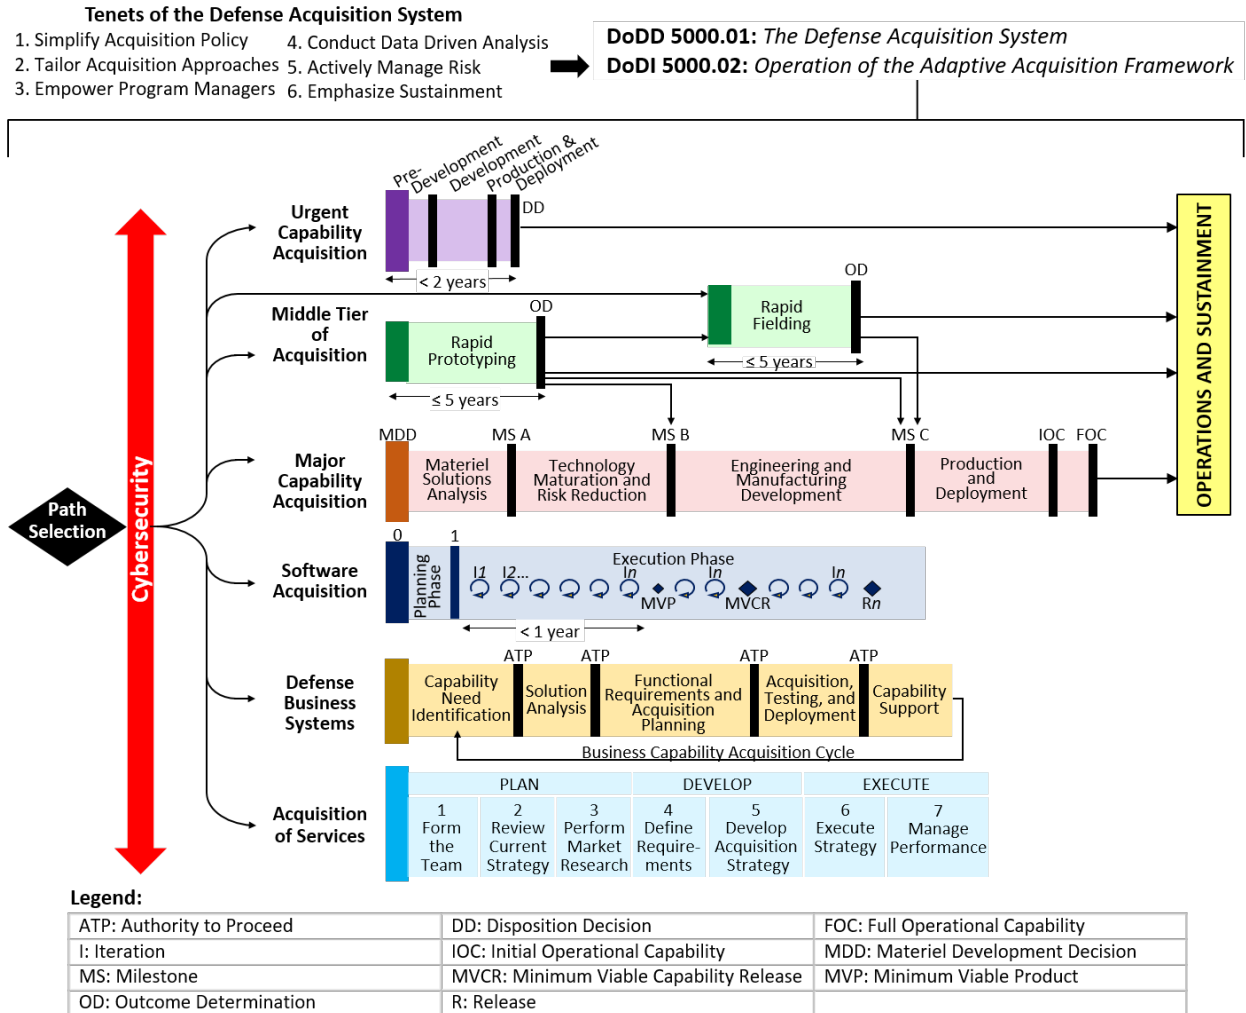 Tenets of the Defense Acquisition System
1. Simplify Acquisition Policy
2. Tailor Acquisition Approaches
3. Empower Program Managers
4. Conduct Data Driven Analysis
5. Actively Manage Risk
6. Emphasize Sustainment
DoDD 5000.01: The Defense Acquisition System
DoDI 5000.02: Operation of the Adaptive Acquisition Framework
Path
Selection
Cybersecurity
Urgent
Capability
Acquisition
Pre-
Development
Development
Production &
Deployment
DD
< 2 years
Middle Tier
of
Acquisition
Rapid
Prototyping
OD
≤ 5 years
Rapid
Fielding
OD
≤ 5 years
Major
Capability
Acquisition
MDD
MS A
MS B
MS C
IOC
FOC
Materiel
Solutions
Analysis
Technology
Maturation and
Risk Reduction
Engineering and
Manufacturing
Development
Production
and
Deployment
OPERATIONS AND SUSTAINMENT
Software
Acquisition
0
1
Planning
Phase
Execution Phase
I1
I2...
In
In
In
MVP
MVCR
Rn
< 1 year
Defense
Business
Systems
ATP
ATP
ATP
ATP
Capability
Need
Identification
Solution
Analysis
Functional
Requirements and
Acquisition
Planning
Acquisition,
Testing, and
Deployment
Capability
Support
Business Capability Acquisition Cycle
Acquisition
of Services
PLAN
DEVELOP
EXECUTE
1
Form
the
Team
2
Review
Current
Strategy
3
Perform
Market
Research
4
Define
Require-
ments
5
Develop
Acquisition
Strategy
6
Execute
Strategy
7
Manage
Performance
Legend:
ATP: Authority to Proceed
DD: Disposition Decision
FOC: Full Operational Capability
I: Iteration
IOC: Initial Operational Capability
MDD: Materiel Development Decision
MS: Milestone
MVCR: Minimum Viable Capability Release
MVP: Minimum Viable Product
OD: Outcome Determination
R: Release